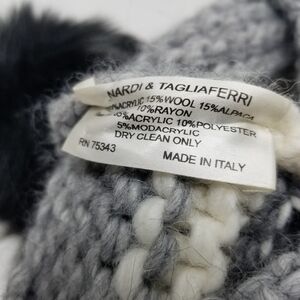 NARDI & TAGLIAFERRI
ACRYLIC 15%WOOL 15%ALPACA
10%RAYON
ACRYLIC 10%POLYESTER
5%MODACRYLIC
DRY CLEAN ONLY
RN 75343
MADE IN ITALY